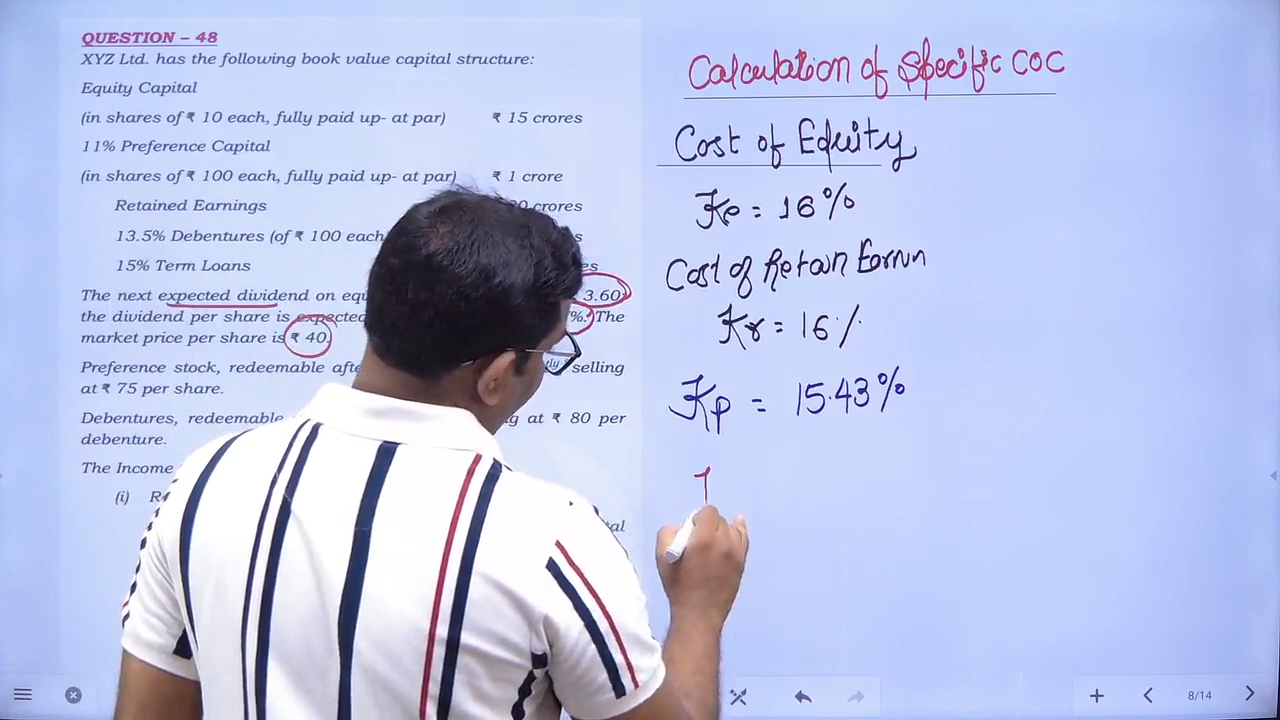 QUESTION – 48
XYZ Ltd. has the following book value capital structure:
Equity Capital
(in shares of ₹ 10 each, fully paid up- at par) ₹ 15 crores
11% Preference Capital
(in shares of ₹ 100 each, fully paid up- at par) ₹ 1 crore
Retained Earnings crores
13.5% Debentures (of ₹ 100 each
15% Term Loans
The next expected dividend on 3.60
the dividend per share is expected %. The
market price per share is ₹ 40.
Preference stock, redeemable selling
at ₹ 75 per share.
Debentures, redeemable at ₹ 80 per
debenture.
The Income
(i)
Calculation of Specific COC
Cost of Equity
Ke = 16%
Cost of Retain Earnin
Kr = 16%
Kp = 15.43%
8/14